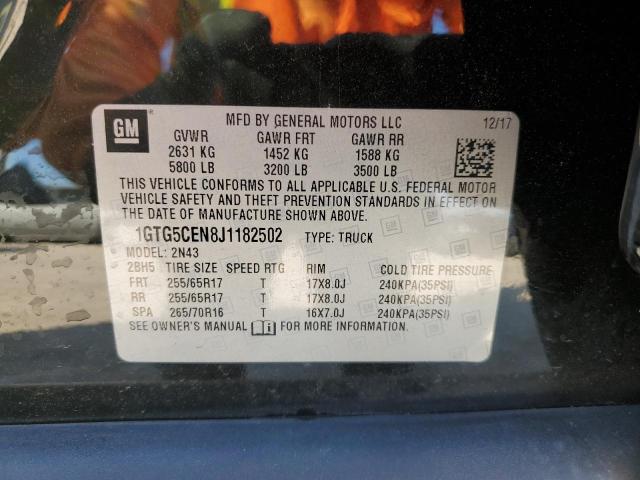 GM
MFD BY GENERAL MOTORS LLC 12/17
GVWR GAWR FRT GAWR RR
2631 KG 1452 KG 1588 KG
5800 LB 3200 LB 3500 LB
THIS VEHICLE CONFORMS TO ALL APPLICABLE U.S. FEDERAL MOTOR
VEHICLE SAFETY AND THEFT PREVENTION STANDARDS IN EFFECT ON
THE DATE OF MANUFACTURE SHOWN ABOVE.
1GTG5CEN8J1182502 TYPE: TRUCK
MODEL: 2N43
2BH5 TIRE SIZE SPEED RTG RIM COLD TIRE PRESSURE
FRT 255/65R17 T 17X8.0J 240KPA(35PSI)
RR 255/65R17 T 17X8.0J 240KPA(35PSI)
SPA 265/70R16 T 16X7.0J 240KPA(35PSI)
SEE OWNER'S MANUAL FOR MORE INFORMATION.